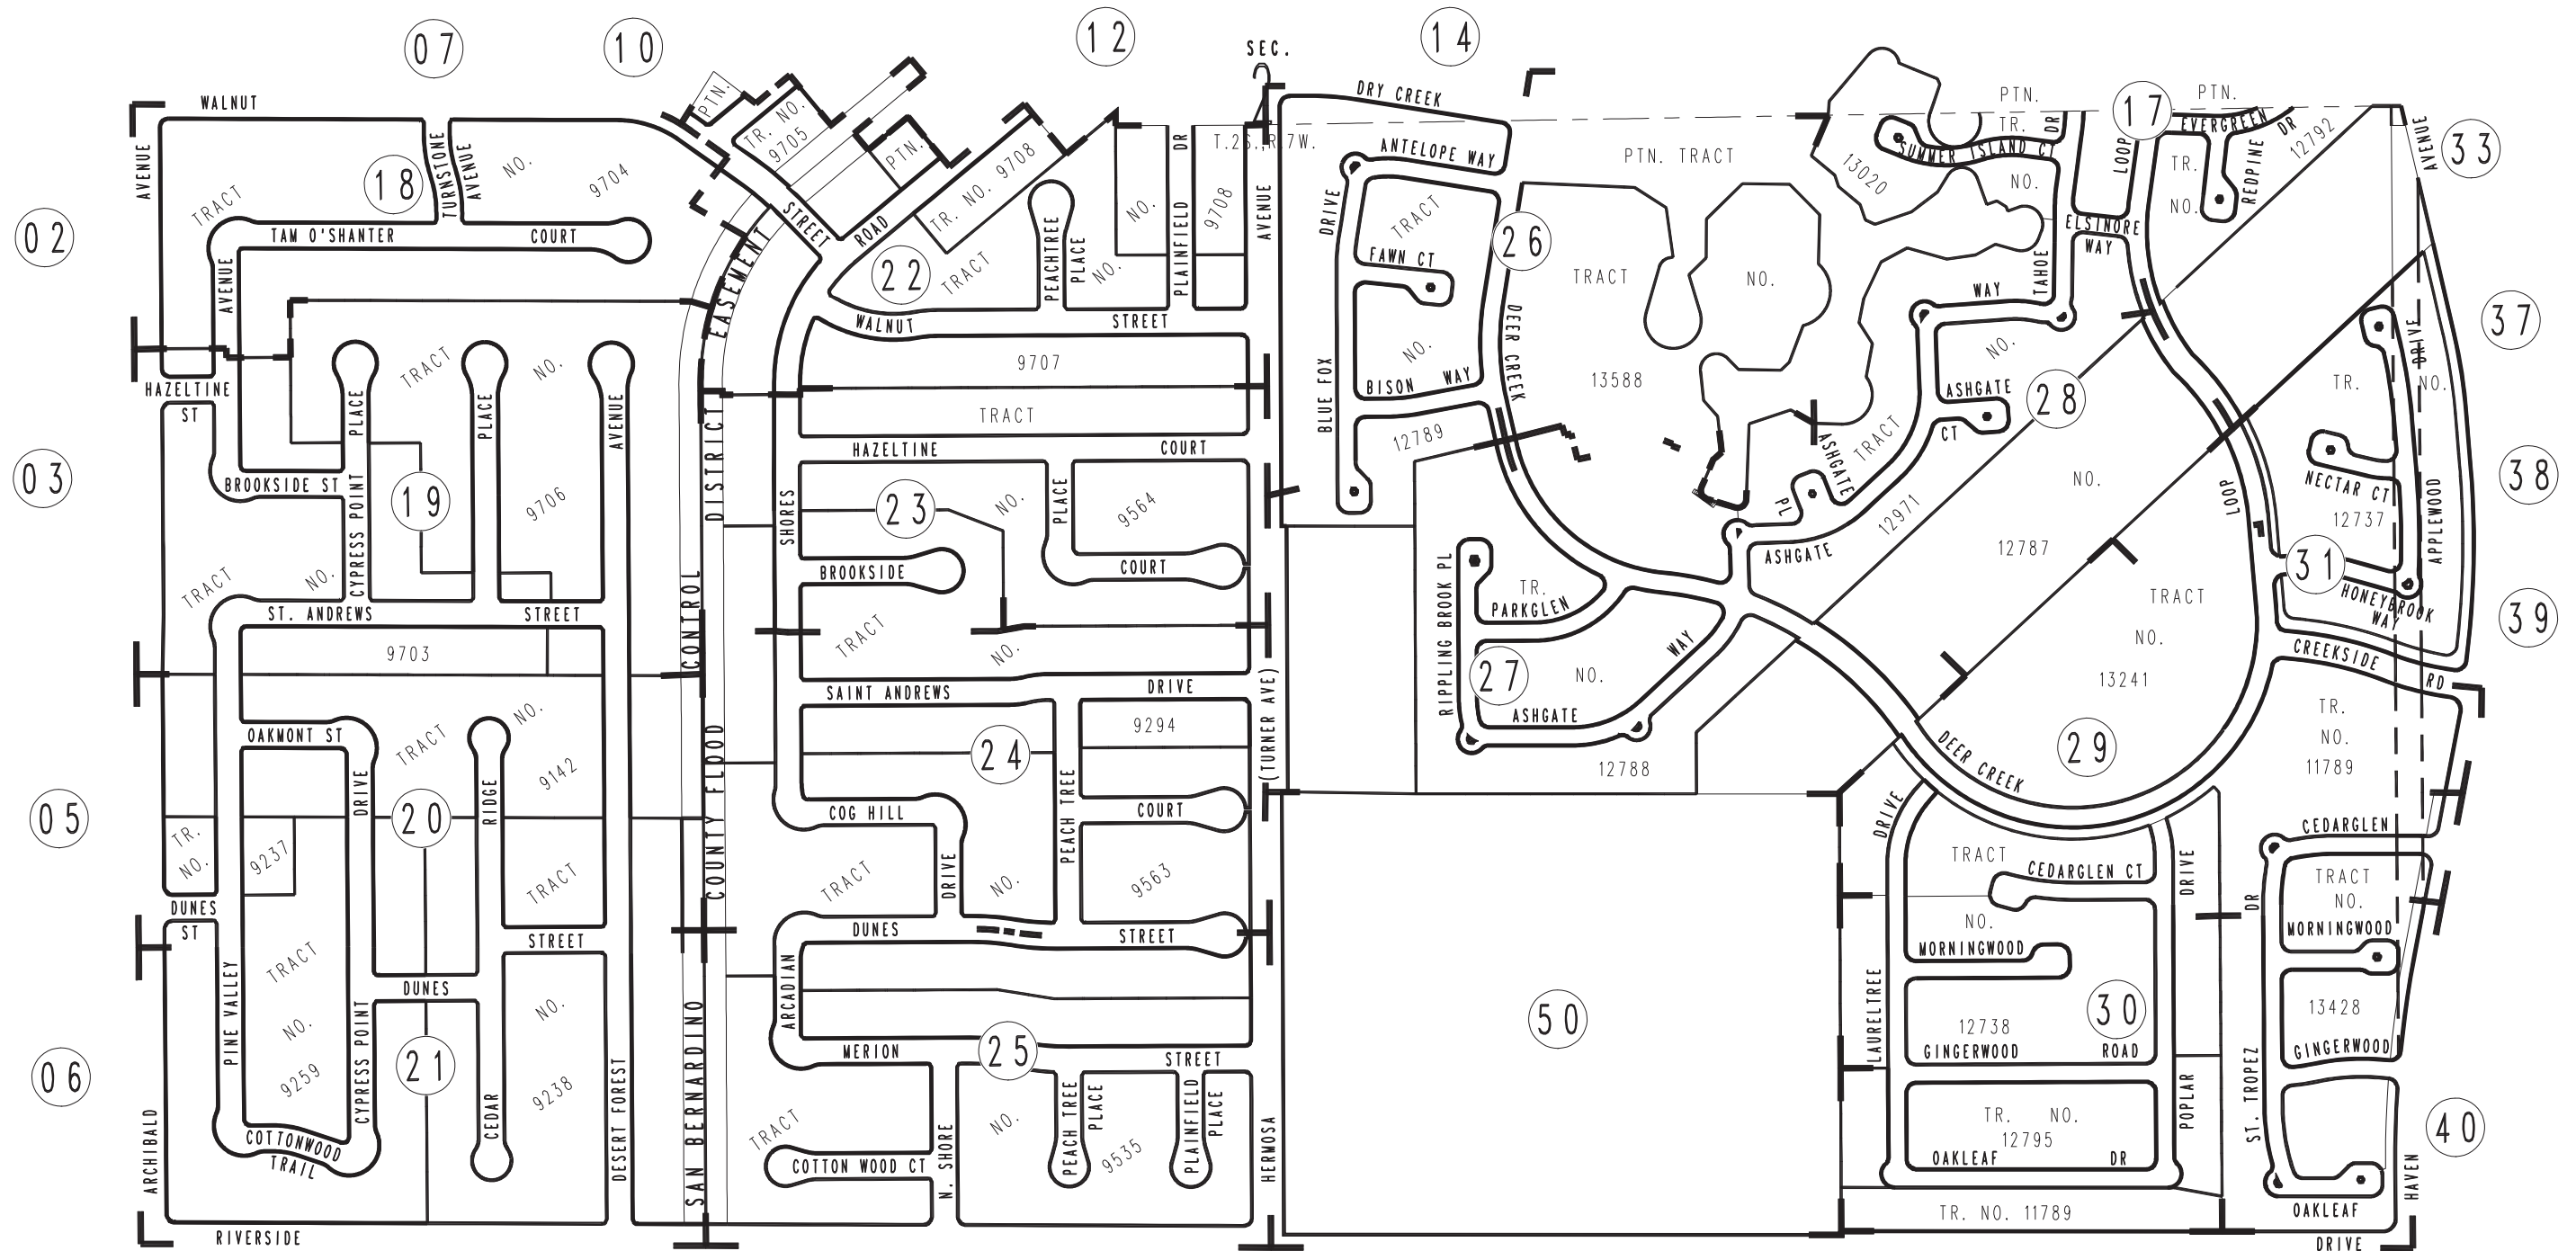 07
10
12
SEC.
2
14
17
33
WALNUT
DRY CREEK
PTN.
PTN.
PTN.
AVENUE
18
TURNSTONE
AVENUE
NO.
9704
TRACT
TR. NO.
9705
PTN.
TR. NO. 9708
NO.
PLAINFIELD DR
9708
AVENUE
T.2S.,R.7W.
ANTELOPE WAY
PTN. TRACT
13020
TR.
DR
SUMMER ISLAND CT
NO.
LOOP
EVERGREEN DR
TR.
NO.
REDPINE
12792
AVENUE
02
TAM O'SHANTER
COURT
AVENUE
STREET
ROAD
22
TRACT
PEACHTREE
PLACE
NO.
DRIVE
TRACT
FAWN CT
26
TRACT
NO.
ELSINORE
WAY
TAHOE
WAY
37
EASEMENT
WALNUT
STREET
BLUE FOX
NO.
BISON WAY
DEER CREEK
13588
NO.
TRACT
NO.
9707
TRACT
HAZELTINE
ST
PLACE
PLACE
AVENUE
HAZELTINE
COURT
12789
ASHGATE
CT
28
TR.
NO.
DRIVE
03
BROOKSIDE ST
CYPRESS POINT
19
9706
DISTRICT
SHORES
23
NO.
PLACE
9564
ASHGATE
PL
TRACT
12971
NO.
LOOP
NECTAR CT
12737
APPLEWOOD
38
TRACT
NO.
BROOKSIDE
COURT
ASHGATE
12787
31
HONEYBROOK
WAY
39
ST. ANDREWS
STREET
9703
CONTROL
TRACT
NO.
RIPPLING BROOK PL
TR.
PARKGLEN
TRACT
NO.
13241
CREEKSIDE
RD
SAINT ANDREWS
DRIVE
(TURNER AVE)
27
NO.
WAY
ASHGATE
OAKMONT ST
TRACT
NO.
9142
9294
24
12788
DEER CREEK
29
TR.
NO.
11789
05
TR.
NO.
9237
DRIVE
20
RIDGE
TRACT
COUNTY FLOOD
COG HILL
DRIVE
PEACH TREE
COURT
TRACT
NO.
9563
DRIVE
TRACT
CEDARGLEN CT
DRIVE
CEDARGLEN
TRACT
NO.
DR
DUNES
ST
STREET
DUNES
STREET
NO.
MORNINGWOOD
MORNINGWOOD
PINE VALLEY
TRACT
NO.
9259
DUNES
CYPRESS POINT
21
NO.
9238
ARCADIAN
50
LAURELTREE
30
12738
GINGERWOOD
ROAD
13428
GINGERWOOD
06
MERION
25
STREET
CEDAR
DESERT FOREST
SAN BERNARDINO
TRACT
NO.
PEACH TREE
PLACE
PLAINFIELD
PLACE
TR. NO.
12795
POPLAR
ST. TROPEZ
40
ARCHIBALD
COTTONWOOD
TRAIL
COTTON WOOD CT
N. SHORE
9535
HERMOSA
OAKLEAF
DR
HAVEN
TR. NO. 11789
OAKLEAF
RIVERSIDE
DRIVE